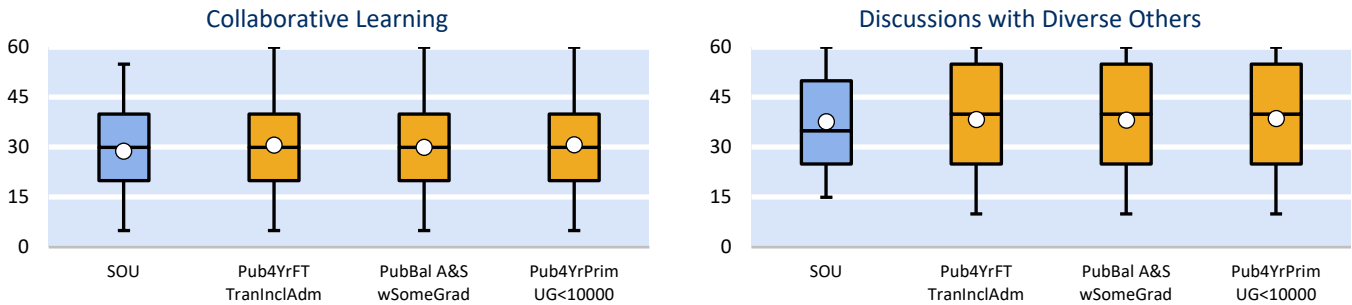 Collaborative Learning
60
45
30
15
0
SOU
Pub4YrFT
TranInclAdm
PubBal A&S
wSomeGrad
Pub4YrPrim
UG<10000
Discussions with Diverse Others
60
45
30
15
0
SOU
Pub4YrFT
TranInclAdm
PubBal A&S
wSomeGrad
Pub4YrPrim
UG<10000